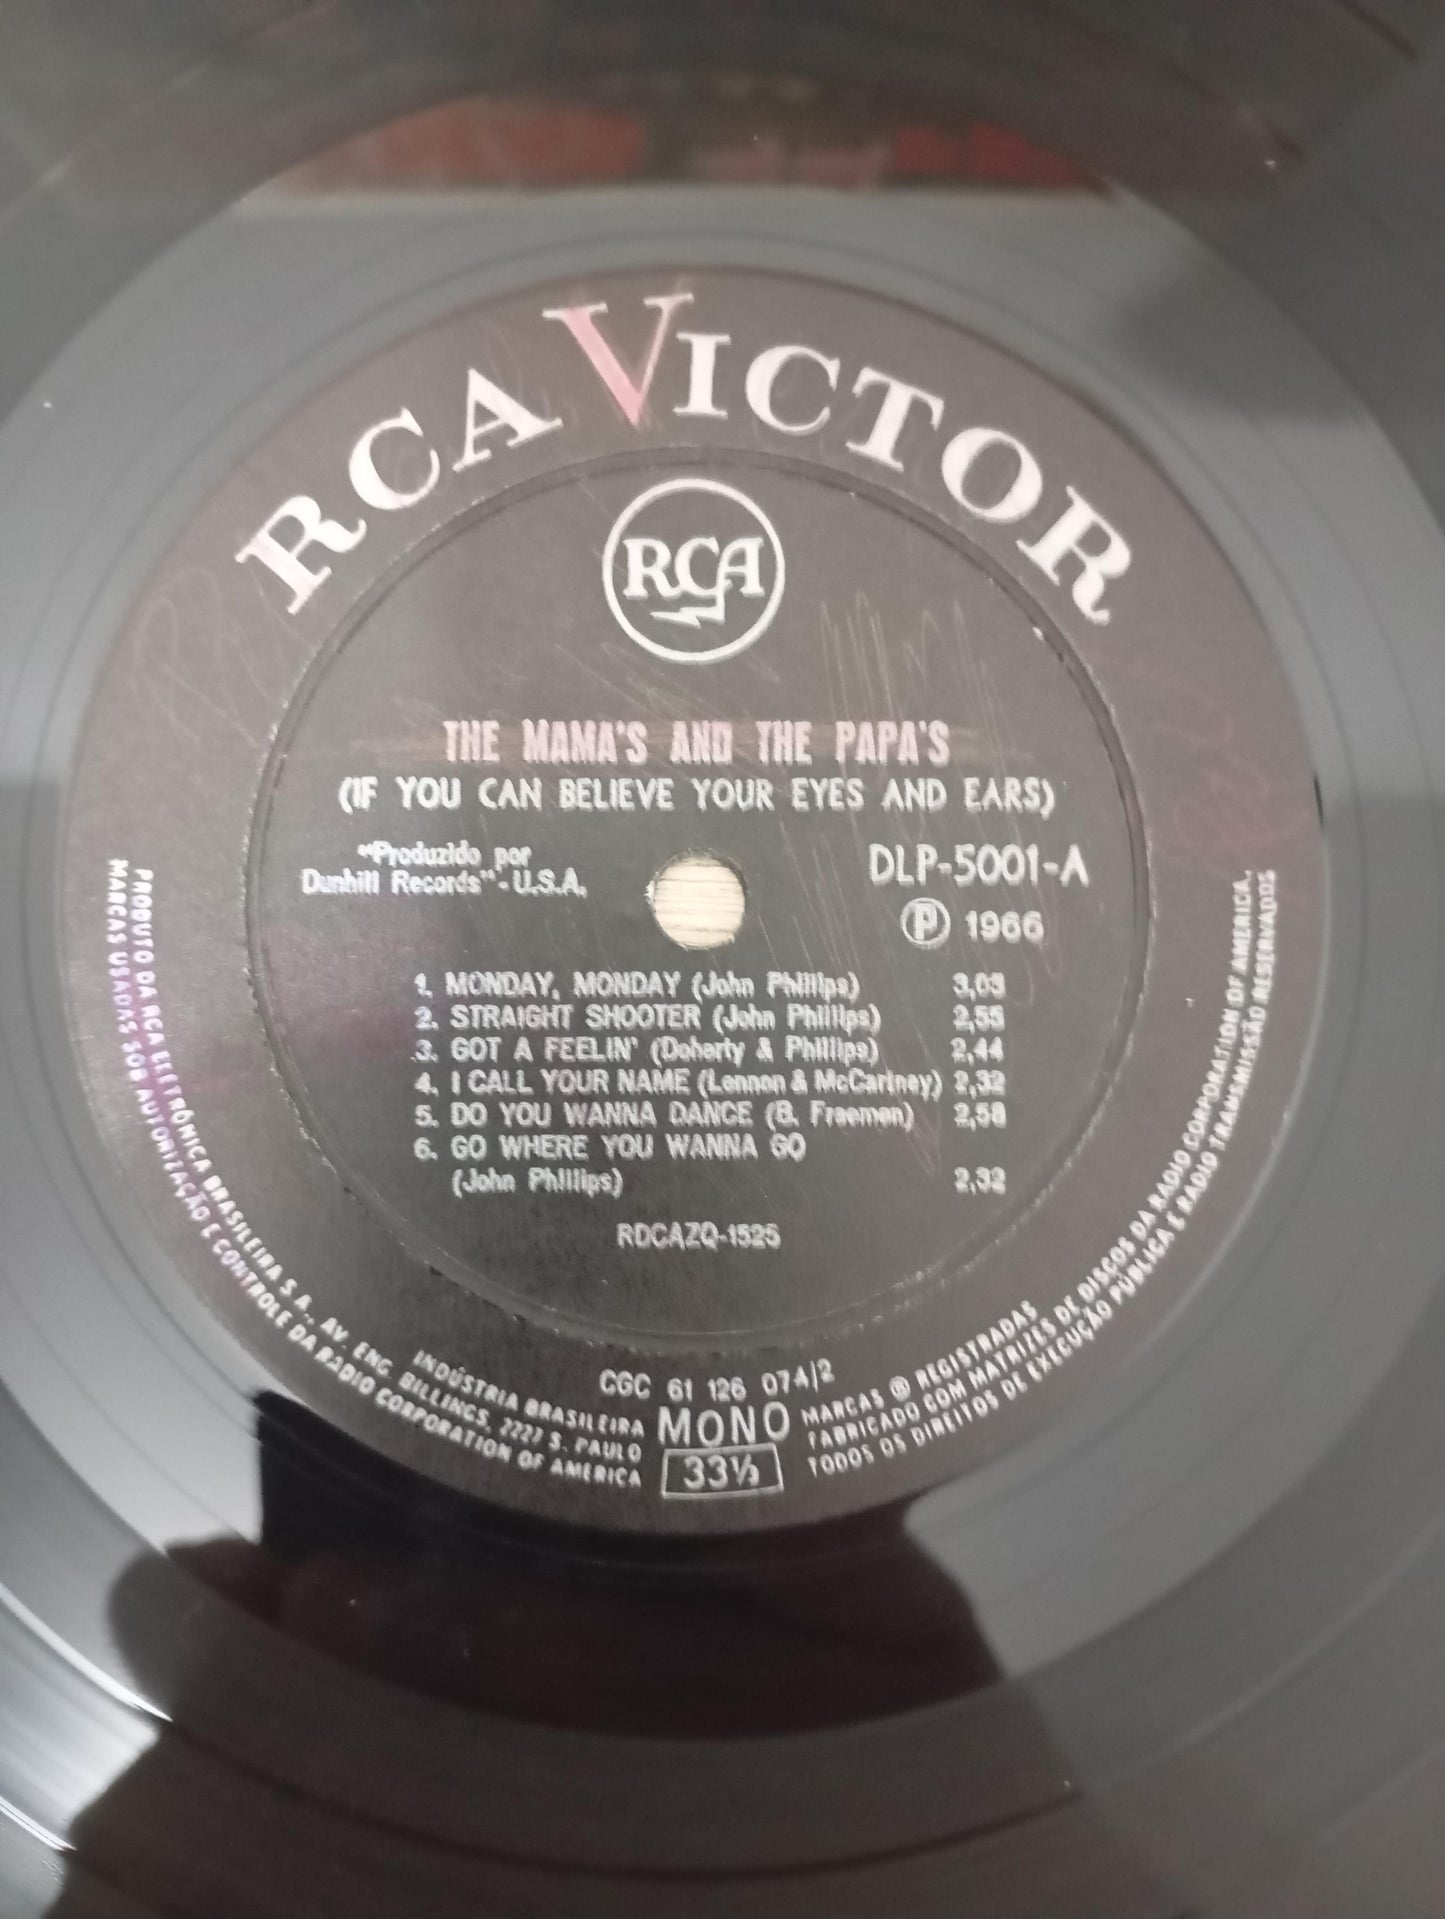 RCA VICTOR
RCA
THE MAMA'S AND THE PAPA'S
(IF YOU CAN BELIEVE YOUR EYES AND EARS)
"Produzido por
Dunhill Records" - U.S.A.
DLP-5001-A
Ⓟ 1966
1. MONDAY, MONDAY (John Phillips) 3,03
2. STRAIGHT SHOOTER (John Phillips) 2,55
3. GOT A FEELIN' (Doherty & Phillips) 2,44
4. I CALL YOUR NAME (Lennon & McCartney) 2,32
5. DO YOU WANNA DANCE (B. Freeman) 2,58
6. GO WHERE YOU WANNA GO
(John Phillips) 2,32
RDCAZQ-1525
CGC 61 126 074/2
INDÚSTRIA BRASILEIRA
PRODUTO DA RCA ELETRÔNICA BRASILEIRA S.A., AV. ENG. BILLINGS, 2227 S. PAULO
MARCAS USADAS SOB AUTORIZAÇÃO E CONTROLE DA RADIO CORPORATION OF AMERICA
MONO
33⅓
MARCAS ® REGISTRADAS
FABRICADO COM MATRIZES DE DISCOS DA RADIO CORPORATION OF AMERICA.
TODOS OS DIREITOS DE EXECUÇÃO PÚBLICA E RADIO TRANSMISSÃO RESERVADOS